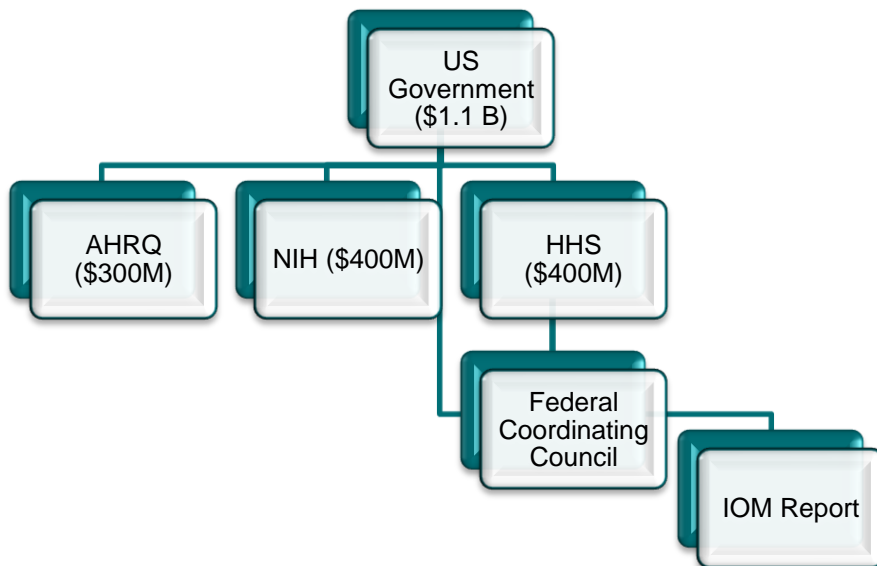 US
Government
($1.1 B)
AHRQ
($300M)
NIH ($400M)
HHS
($400M)
Federal
Coordinating
Council
IOM Report